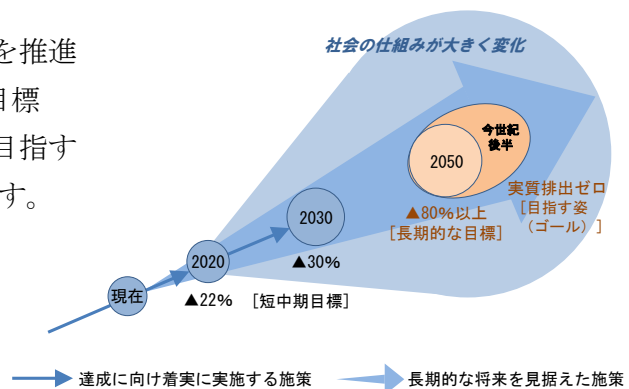 を推進
目標
目指す
す。
社会の仕組みが大きく変化
今世紀
後半
2050
実質排出ゼロ
[目指す姿
(ゴール)]
▲80%以上
[長期的な目標]
2030
▲30%
2020
▲22% [短中期目標]
現在
達成に向け着実に実施する施策 長期的な将来を見据えた施策